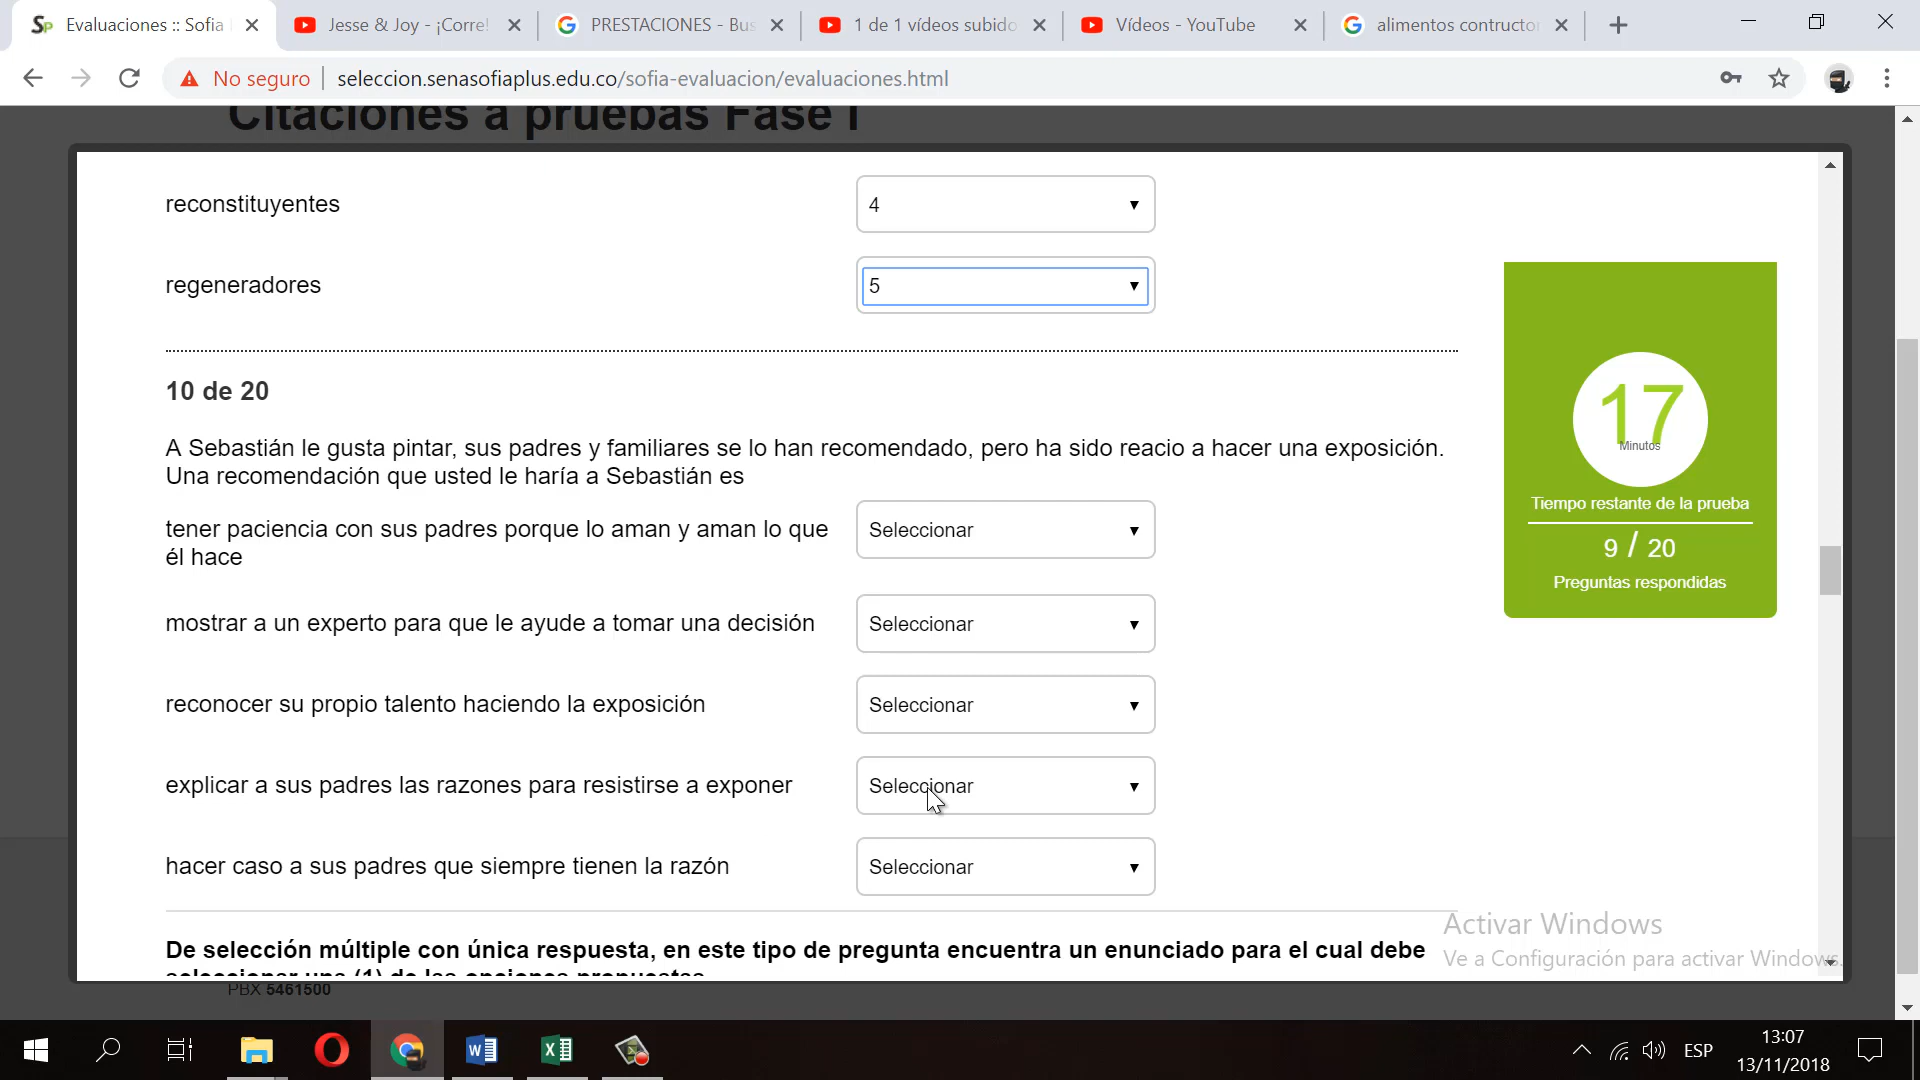 Evaluaciones :: Sofia
Jesse & Joy - ¡Corre!
PRESTACIONES - Bus
1 de 1 vídeos subido
Vídeos - YouTube
alimentos contructor
No seguro
seleccion.senasofiaplus.edu.co/sofia-evaluacion/evaluaciones.html
Citaciones a pruebas Fase I
reconstituyentes
4
regeneradores
5
10 de 20
A Sebastián le gusta pintar, sus padres y familiares se lo han recomendado, pero ha sido reacio a hacer una exposición.
Una recomendación que usted le haría a Sebastián es
tener paciencia con sus padres porque lo aman y aman lo que
él hace
Seleccionar
mostrar a un experto para que le ayude a tomar una decisión
Seleccionar
reconocer su propio talento haciendo la exposición
Seleccionar
explicar a sus padres las razones para resistirse a exponer
Seleccionar
hacer caso a sus padres que siempre tienen la razón
Seleccionar
De selección múltiple con única respuesta, en este tipo de pregunta encuentra un enunciado para el cual debe
seleccionar una (1) de las opciones propuestas
17
Minutos
Tiempo restante de la prueba
9 / 20
Preguntas respondidas
Activar Windows
Ve a Configuración para activar Windows.
PBX 5461500
ESP
13:07
13/11/2018